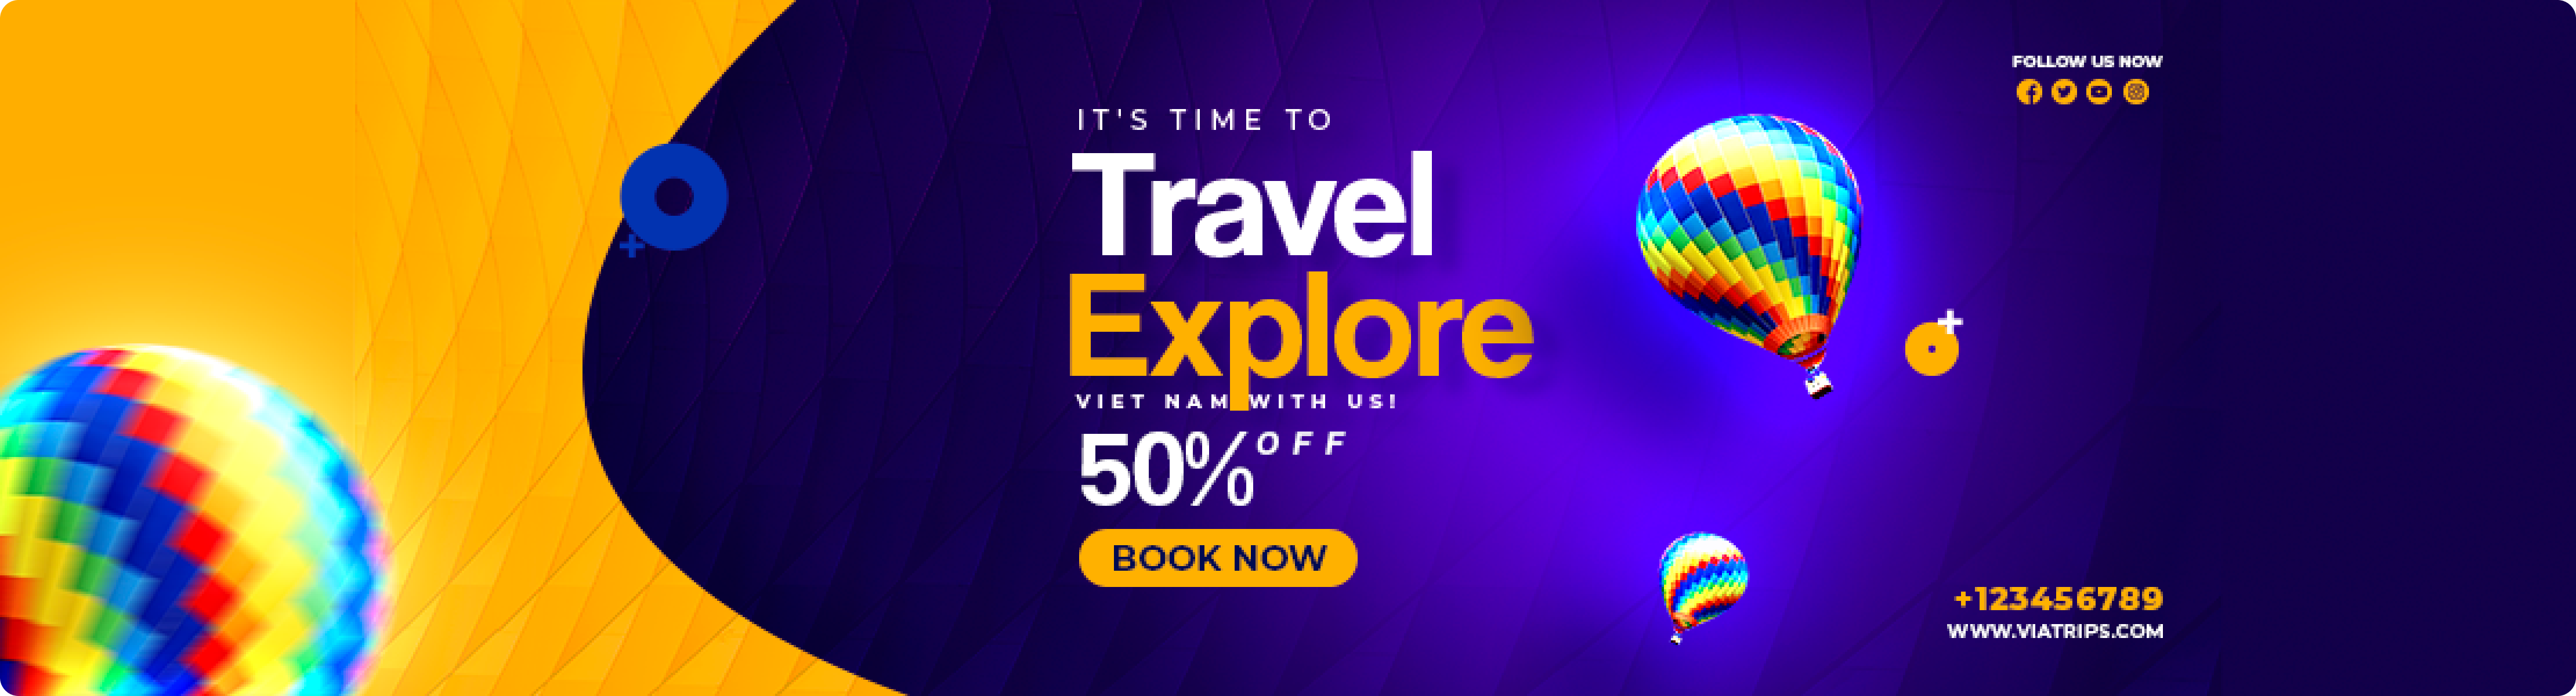 FOLLOW US NOW
IT'S TIME TO
Travel
Explore
VIET NAM WITH US!
50% OFF
BOOK NOW
+123456789
WWW.VIATRIPS.COM